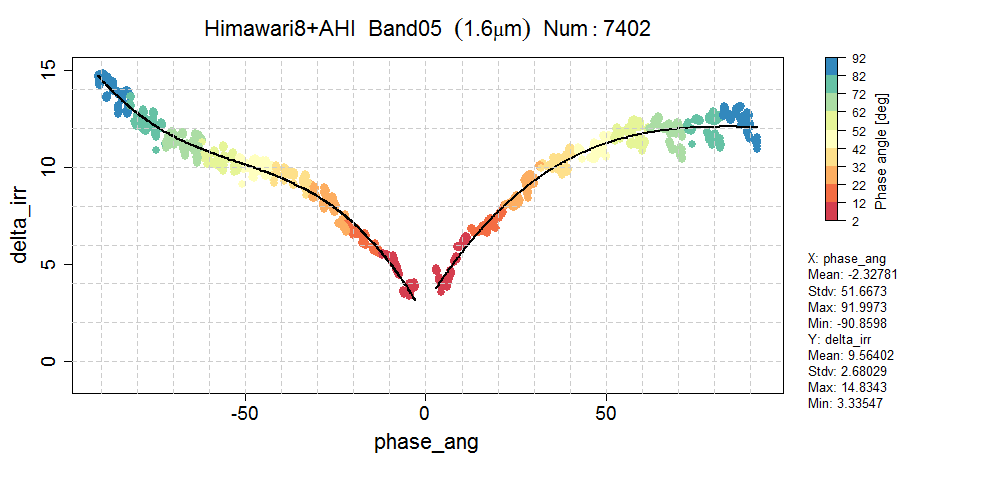 Himawari8+AHI Band05 (1.6μm) Num:7402
15
10
5
0
delta_irr
-50
0
50
phase_ang
92
82
72
62
52
42
32
22
12
2
Phase angle [deg]
X: phase_ang
Mean: -2.32781
Stdv: 51.6673
Max: 91.9973
Min: -90.8598
Y: delta_irr
Mean: 9.56402
Stdv: 2.68029
Max: 14.8343
Min: 3.33547